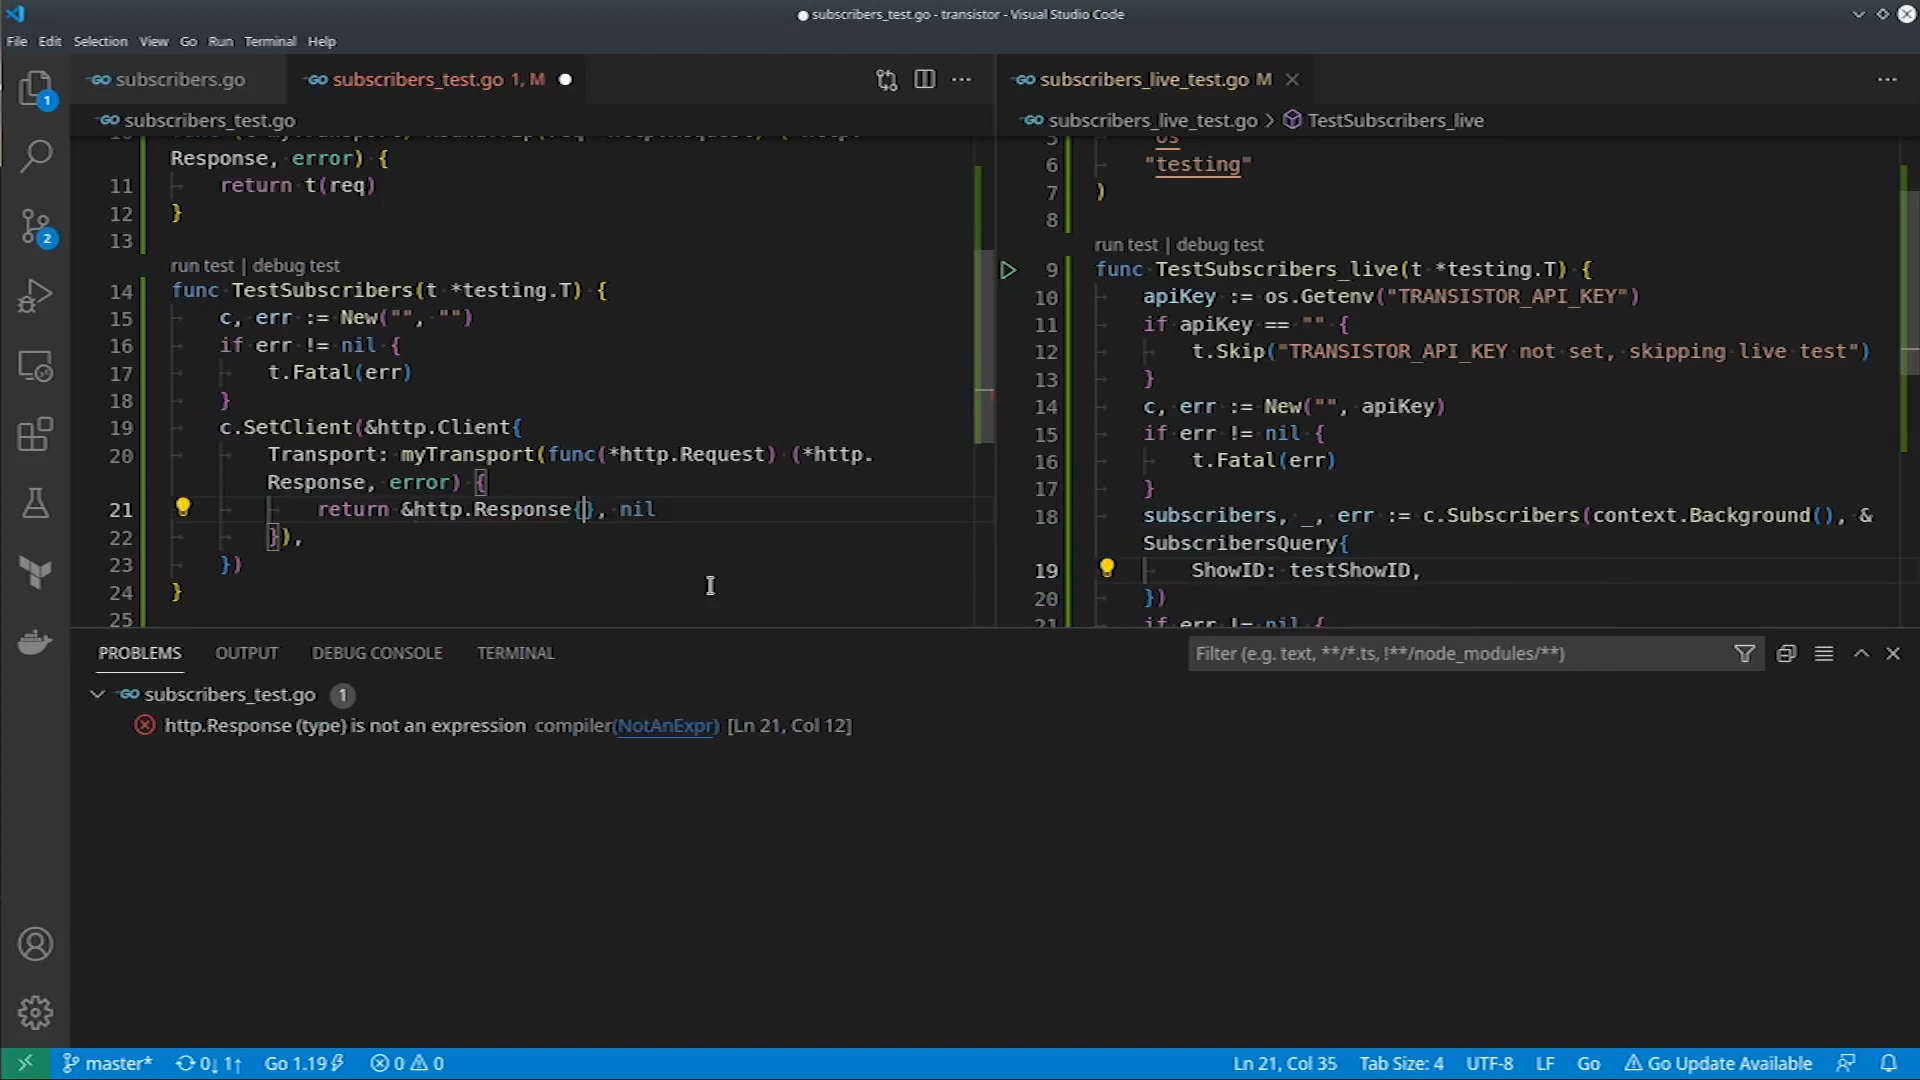 subscribers_test.go - transistor - Visual Studio Code
File Edit Selection View Go Run Terminal Help
subscribers.go
subscribers_test.go 1, M
subscribers_live_test.go M
subscribers_test.go
subscribers_live_test.go > TestSubscribers_live
Response, error) {
11 return t(req)
12 }
13
run test | debug test
14 func TestSubscribers(t *testing.T) {
15 c, err := New("", "")
16 if err != nil {
17 t.Fatal(err)
18 }
19 c.SetClient(&http.Client{
20 Transport: myTransport(func(*http.Request) (*http.
Response, error) {
21 return &http.Response{}, nil
22 }),
23 })
24 }
25
5 "os"
6 "testing"
7 )
8
run test | debug test
9 func TestSubscribers_live(t *testing.T) {
10 apiKey := os.Getenv("TRANSISTOR_API_KEY")
11 if apiKey == "" {
12 t.Skip("TRANSISTOR_API_KEY not set, skipping live test")
13 }
14 c, err := New("", apiKey)
15 if err != nil {
16 t.Fatal(err)
17 }
18 subscribers, _, err := c.Subscribers(context.Background(), &
SubscribersQuery{
19 ShowID: testShowID,
20 })
21 if err != nil {
PROBLEMS OUTPUT DEBUG CONSOLE TERMINAL
Filter (e.g. text, **/*.ts, !**/node_modules/**)
subscribers_test.go 1
http.Response (type) is not an expression compiler(NotAnExpr) [Ln 21, Col 12]
1
2
master* 0↓ 1↑ Go 1.19 0 0
Ln 21, Col 35 Tab Size: 4 UTF-8 LF Go Go Update Available